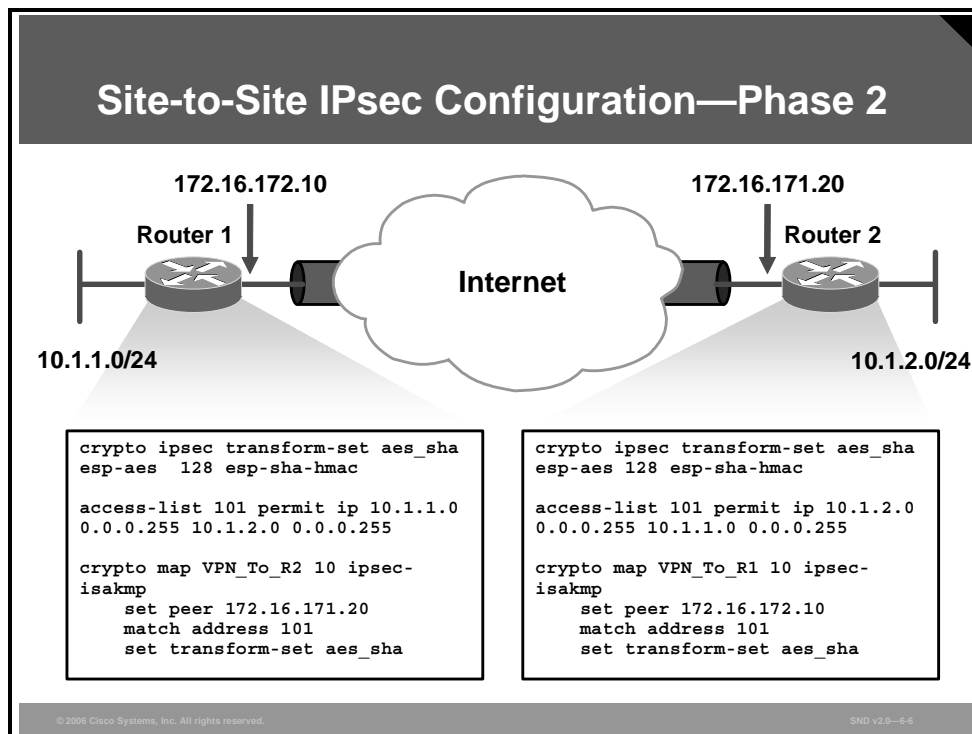 Site-to-Site IPsec Configuration—Phase 2
172.16.172.10
172.16.171.20
Router 1
Router 2
Internet
10.1.1.0/24
10.1.2.0/24
crypto ipsec transform-set aes_sha
esp-aes  128 esp-sha-hmac
access-list 101 permit ip 10.1.1.0
0.0.0.255 10.1.2.0 0.0.0.255
crypto map VPN_To_R2 10 ipsec-
isakmp
set peer 172.16.171.20
match address 101
set transform-set aes_sha
crypto ipsec transform-set aes_sha
esp-aes 128 esp-sha-hmac
access-list 101 permit ip 10.1.2.0
0.0.0.255 10.1.1.0 0.0.0.255
crypto map VPN_To_R1 10 ipsec-
isakmp
set peer 172.16.172.10
match address 101
set transform-set aes_sha
© 2006 Cisco Systems, Inc. All rights reserved.
SND v2.0—6-6